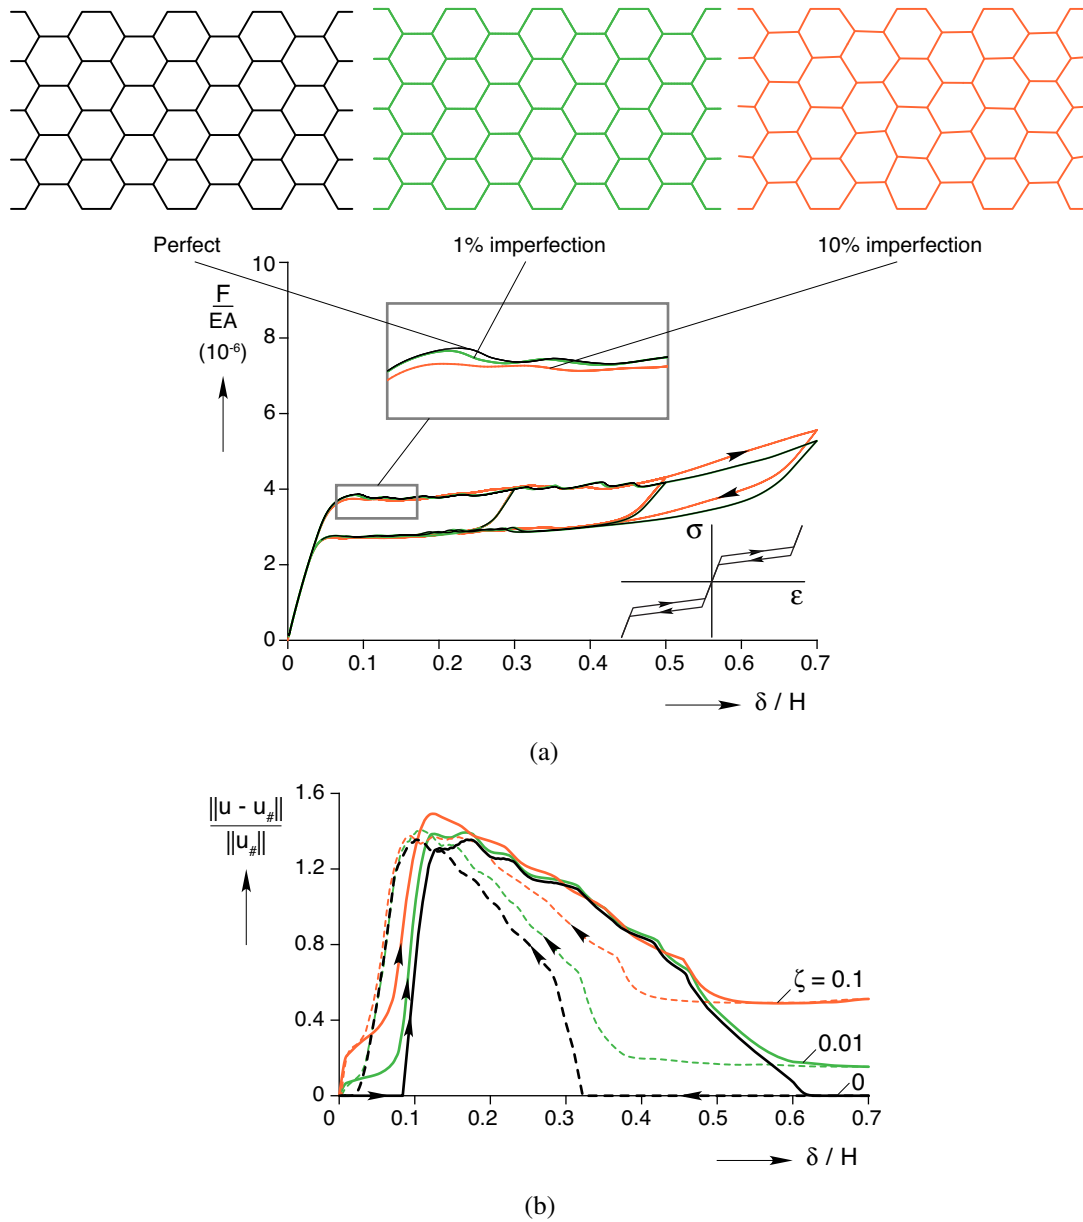 Perfect
1% imperfection
10% imperfection
F
EA
(10⁻⁶)
10
8
6
4
2
0
σ
ε
0 0.1 0.2 0.3 0.4 0.5 0.6 0.7
δ / H
(a)
||u - u#||
||u#||
1.6
1.2
0.8
0.4
0
ζ = 0.1
0.01
0
0 0.1 0.2 0.3 0.4 0.5 0.6 0.7
δ / H
(b)